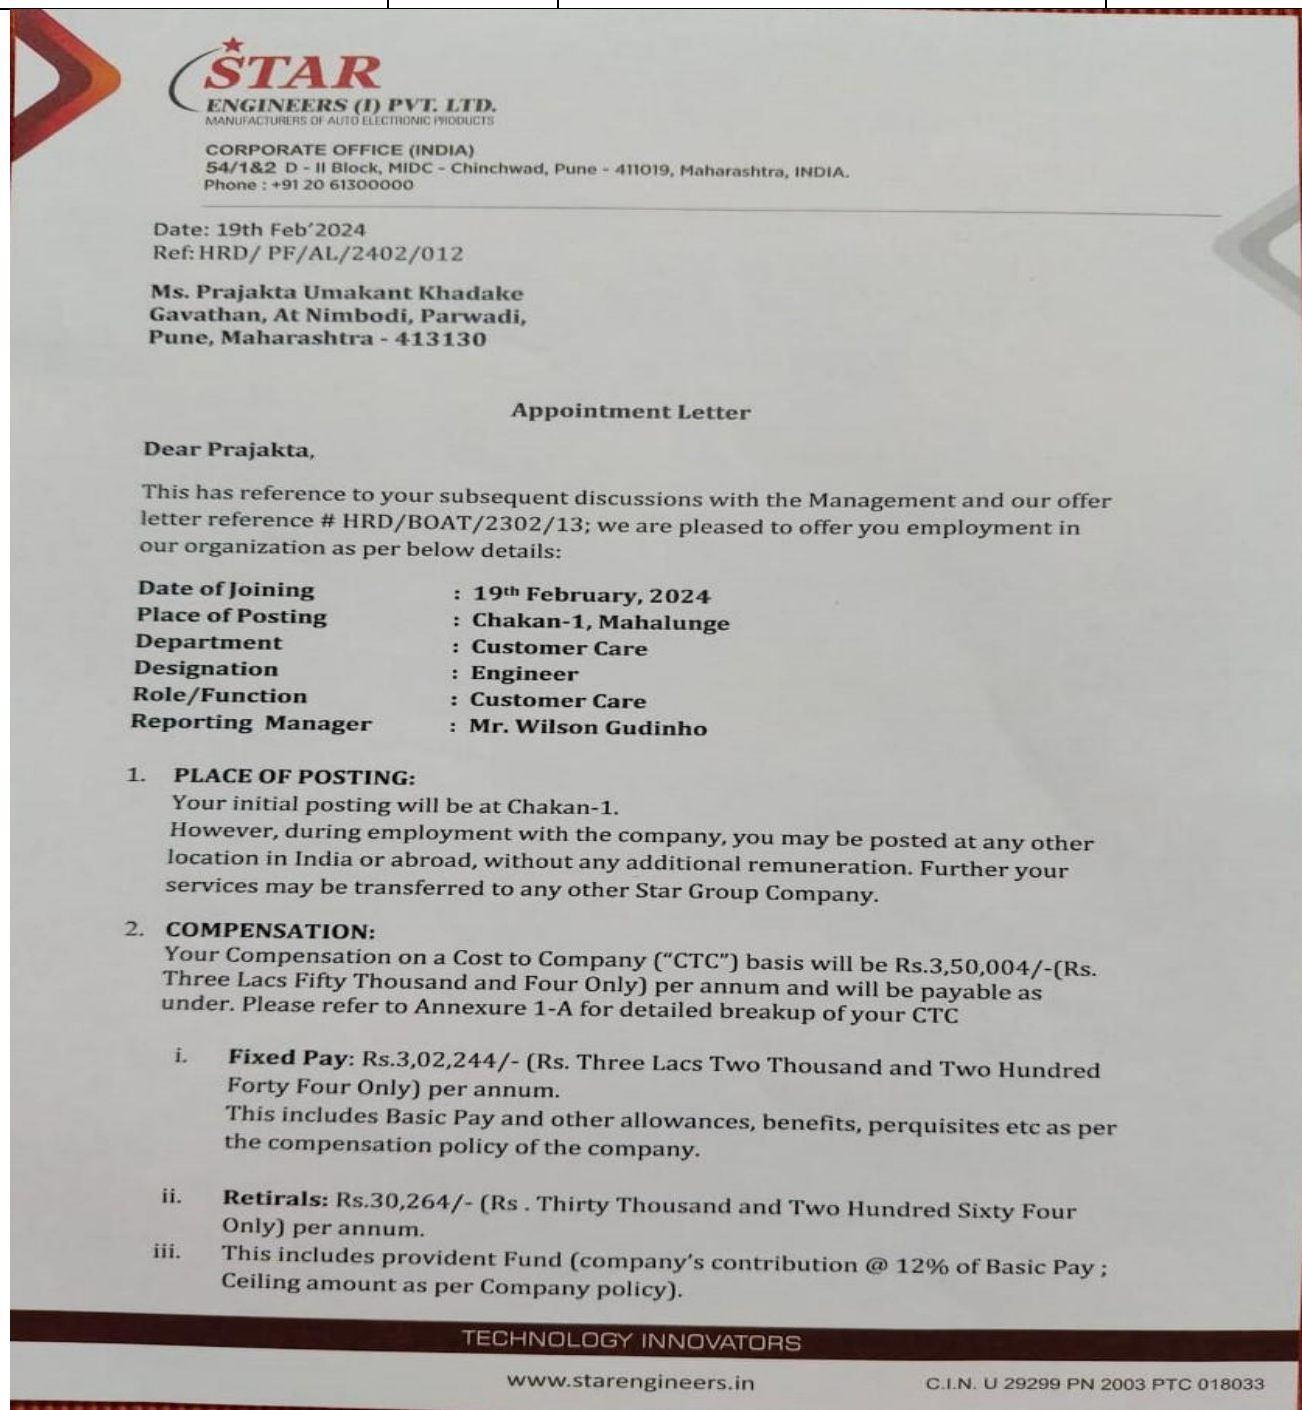 STAR
ENGINEERS (I) PVT. LTD.
MANUFACTURERS OF AUTO ELECTRONIC PRODUCTS
CORPORATE OFFICE (INDIA)
54/1&2 D - II Block, MIDC - Chinchwad, Pune - 411019, Maharashtra, INDIA.
Phone : +91 20 61300000
Date: 19th Feb'2024
Ref: HRD/ PF/AL/2402/012
Ms. Prajakta Umakant Khadake
Gavathan, At Nimbodi, Parwadi,
Pune, Maharashtra - 413130
Appointment Letter
Dear Prajakta,
This has reference to your subsequent discussions with the Management and our offer
letter reference # HRD/BOAT/2302/13; we are pleased to offer you employment in
our organization as per below details:
Date of Joining : 19th February, 2024
Place of Posting : Chakan-1, Mahalunge
Department : Customer Care
Designation : Engineer
Role/Function : Customer Care
Reporting Manager : Mr. Wilson Gudinho
1. PLACE OF POSTING:
Your initial posting will be at Chakan-1.
However, during employment with the company, you may be posted at any other
location in India or abroad, without any additional remuneration. Further your
services may be transferred to any other Star Group Company.
2. COMPENSATION:
Your Compensation on a Cost to Company ("CTC") basis will be Rs.3,50,004/-(Rs.
Three Lacs Fifty Thousand and Four Only) per annum and will be payable as
under. Please refer to Annexure 1-A for detailed breakup of your CTC
i. Fixed Pay: Rs.3,02,244/- (Rs. Three Lacs Two Thousand and Two Hundred
Forty Four Only) per annum.
This includes Basic Pay and other allowances, benefits, perquisites etc as per
the compensation policy of the company.
ii. Retirals: Rs.30,264/- (Rs . Thirty Thousand and Two Hundred Sixty Four
Only) per annum.
iii. This includes provident Fund (company's contribution @ 12% of Basic Pay ;
Ceiling amount as per Company policy).
TECHNOLOGY INNOVATORS
www.starengineers.in
C.I.N. U 29299 PN 2003 PTC 018033